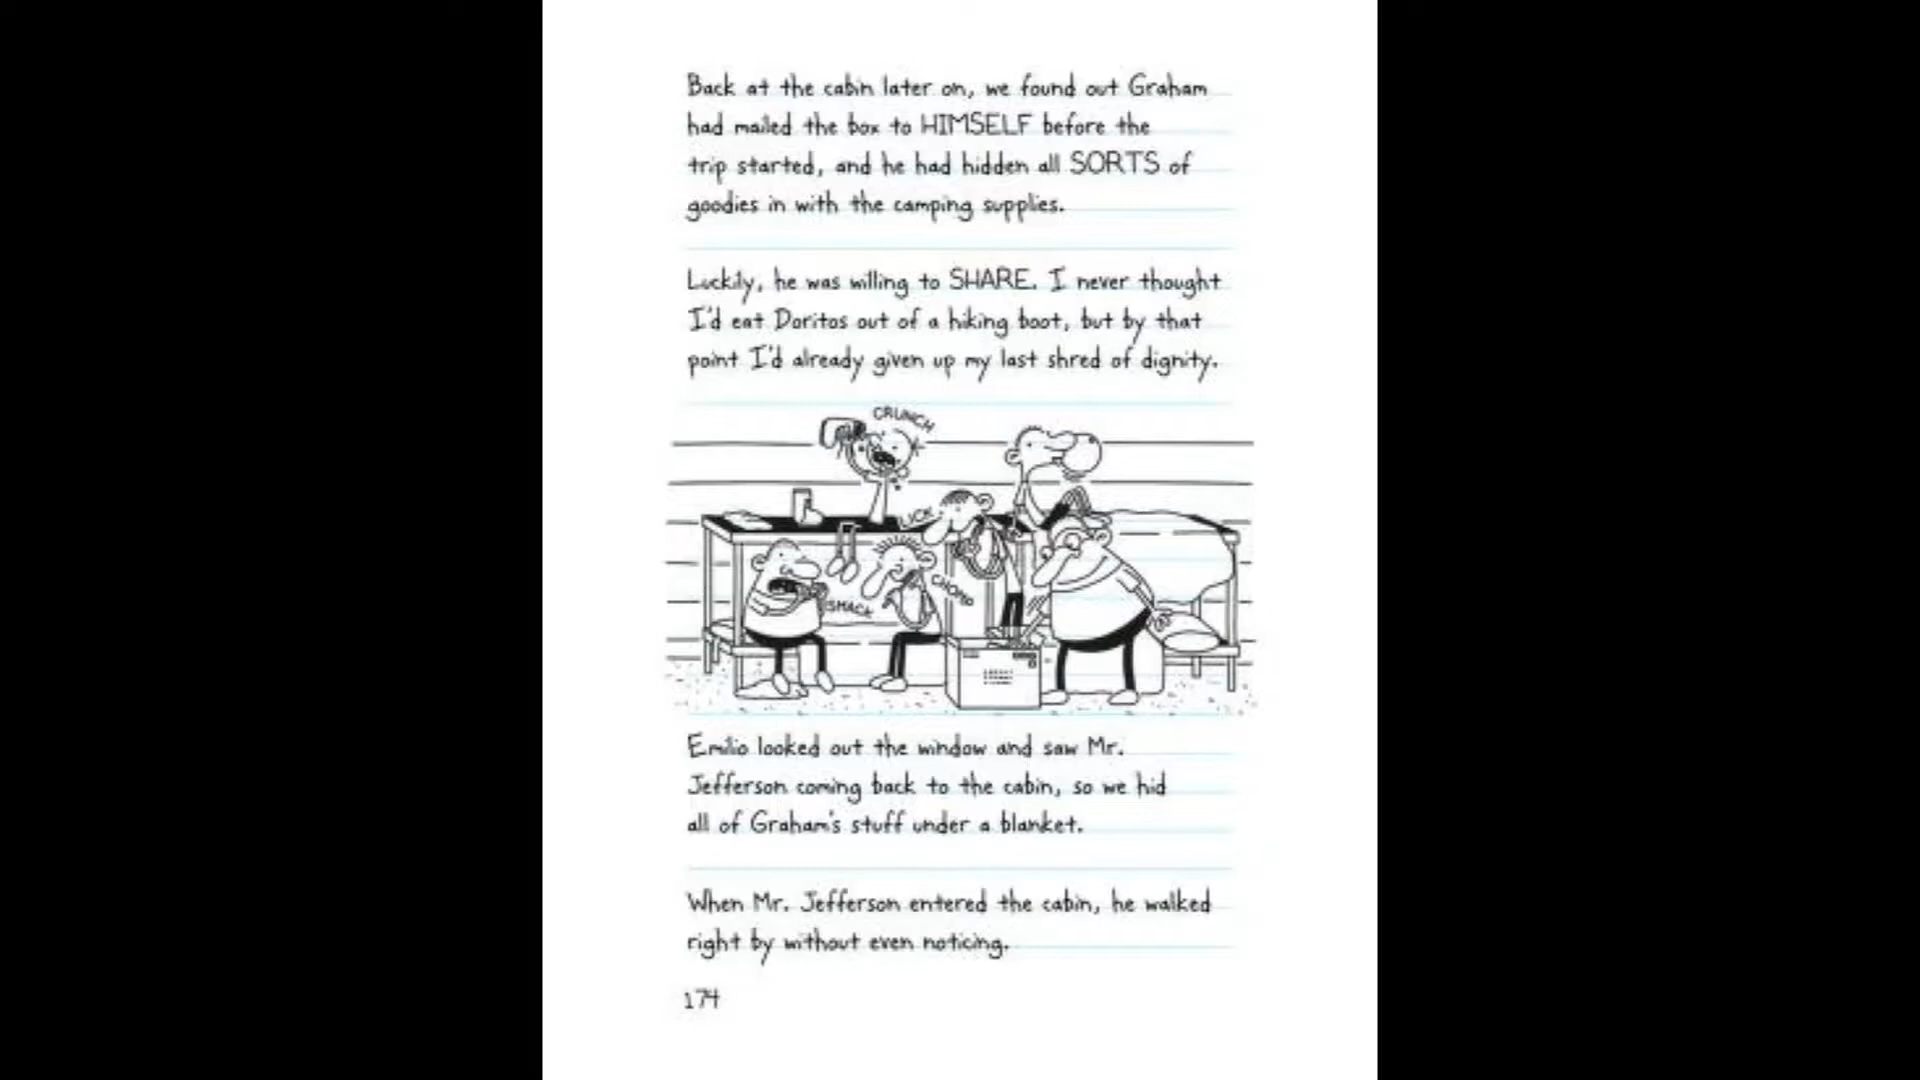 Back at the cabin later on, we found out Graham
had mailed the box to HIMSELF before the
trip started, and he had hidden all SORTS of
goodies in with the camping supplies.
Luckily, he was willing to SHARE. I never thought
I'd eat Doritos out of a hiking boot, but by that
point I'd already given up my last shred of dignity.
CRUNCH
LICK
CHOMP
SMACK
Emilio looked out the window and saw Mr.
Jefferson coming back to the cabin, so we hid
all of Graham's stuff under a blanket.
When Mr. Jefferson entered the cabin, he walked
right by without even noticing.
174